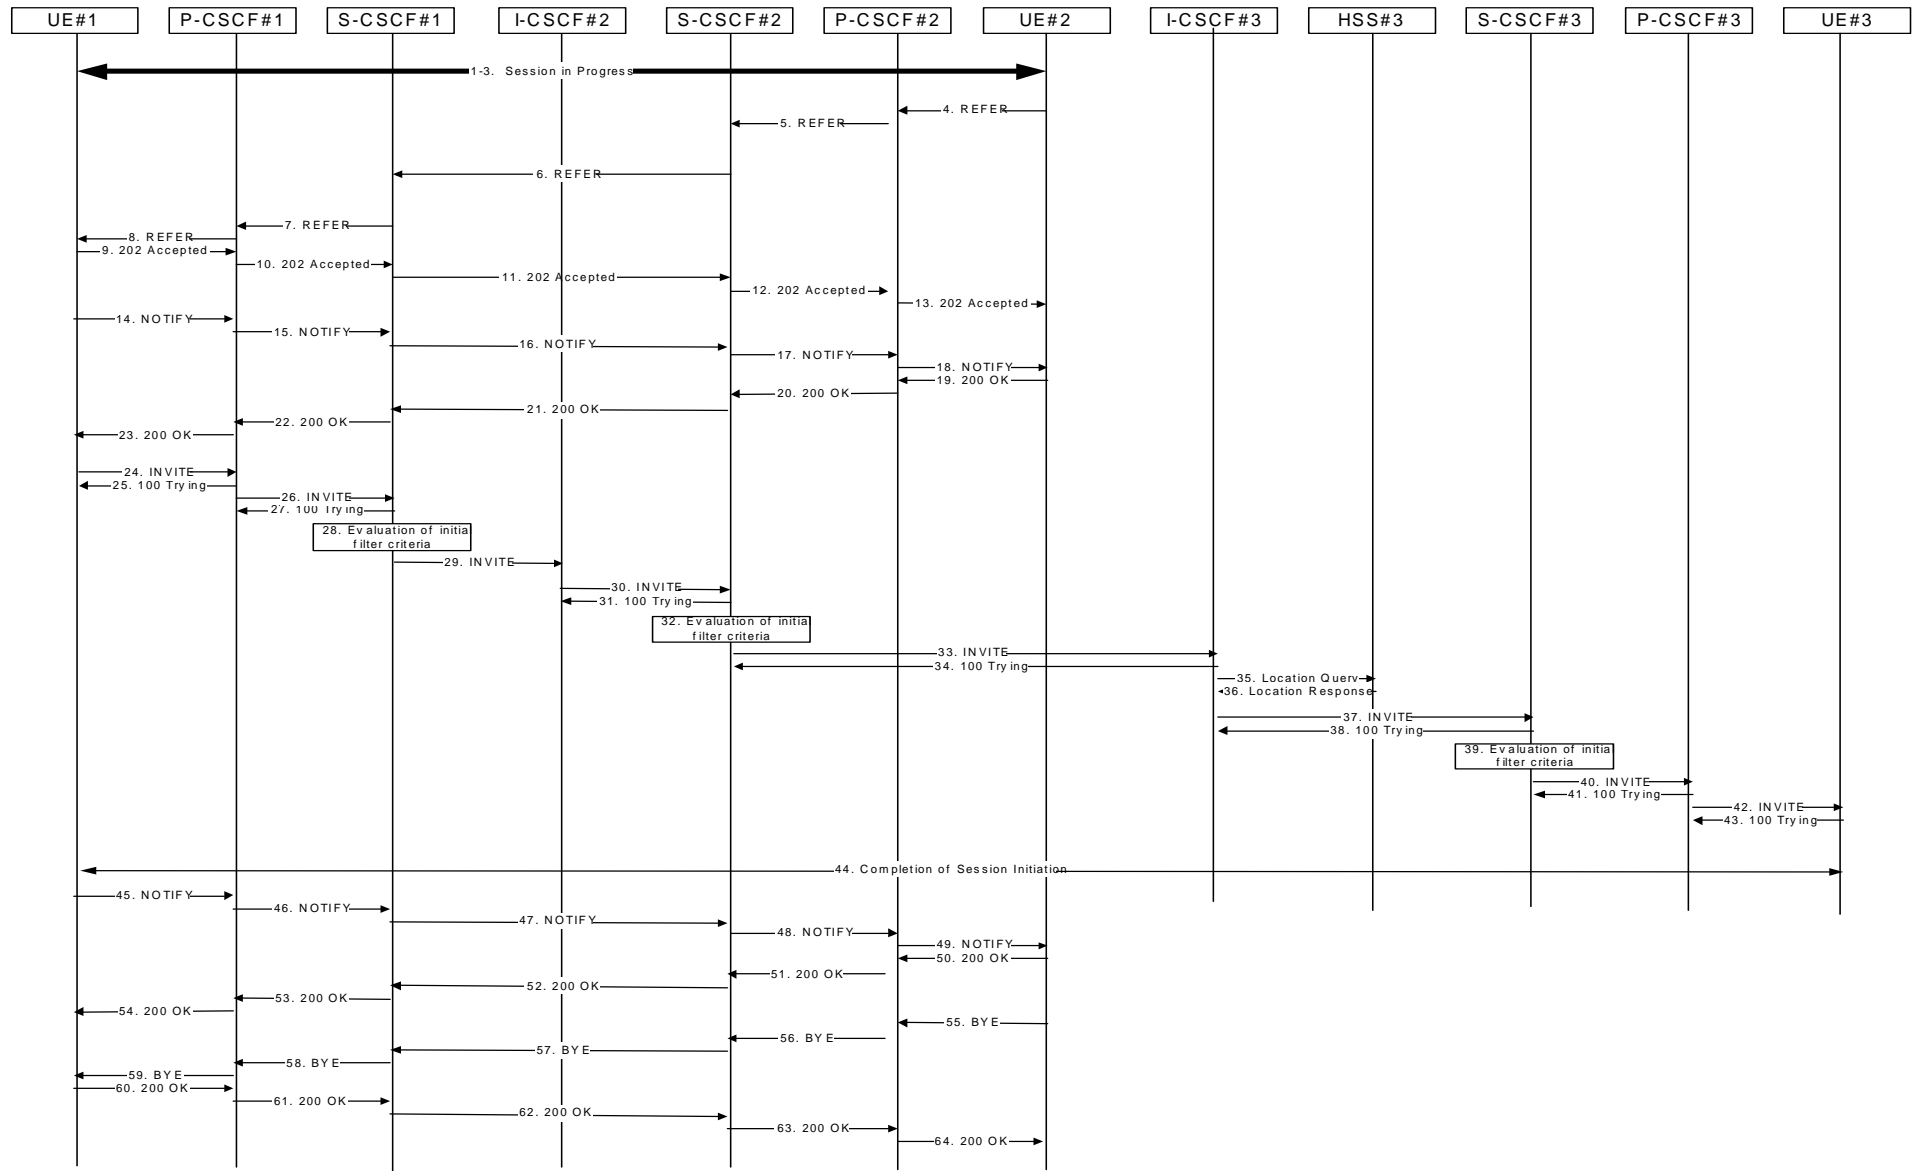 UE#1
P-CSCF#1
S-CSCF#1
I-CSCF#2
S-CSCF#2
P-CSCF#2
UE#2
I-CSCF#3
HSS#3
S-CSCF#3
P-CSCF#3
UE#3
1-3. Session in Progress
4. REFER
5. REFER
6. REFER
7. REFER
8. REFER
9. 202 Accepted
10. 202 Accepted
11. 202 Accepted
12. 202 Accepted
13. 202 Accepted
14. NOTIFY
15. NOTIFY
16. NOTIFY
17. NOTIFY
18. NOTIFY
19. 200 OK
20. 200 OK
21. 200 OK
22. 200 OK
23. 200 OK
24. INVITE
25. 100 Trying
26. INVITE
27. 100 Trying
28. Evaluation of initia
filter criteria
29. INVITE
30. INVITE
31. 100 Trying
32. Evaluation of initia
filter criteria
33. INVITE
34. 100 Trying
35. Location Query
36. Location Response
37. INVITE
38. 100 Trying
39. Evaluation of initia
filter criteria
40. INVITE
41. 100 Trying
42. INVITE
43. 100 Trying
44. Completion of Session Initiation
45. NOTIFY
46. NOTIFY
47. NOTIFY
48. NOTIFY
49. NOTIFY
50. 200 OK
51. 200 OK
52. 200 OK
53. 200 OK
54. 200 OK
55. BYE
56. BYE
57. BYE
58. BYE
59. BYE
60. 200 OK
61. 200 OK
62. 200 OK
63. 200 OK
64. 200 OK